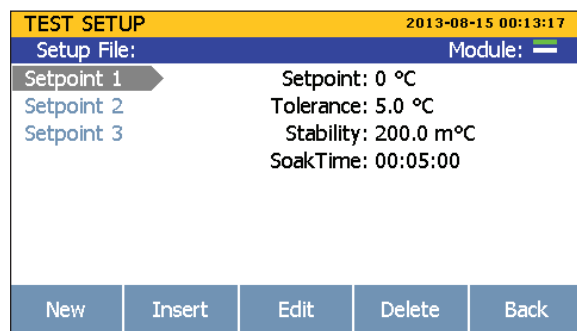 TEST SETUP 2013-08-15 00:13:17
Setup File: Module:
Setpoint 1
Setpoint 2
Setpoint 3
Setpoint: 0 °C
Tolerance: 5.0 °C
Stability: 200.0 m°C
SoakTime: 00:05:00
New Insert Edit Delete Back